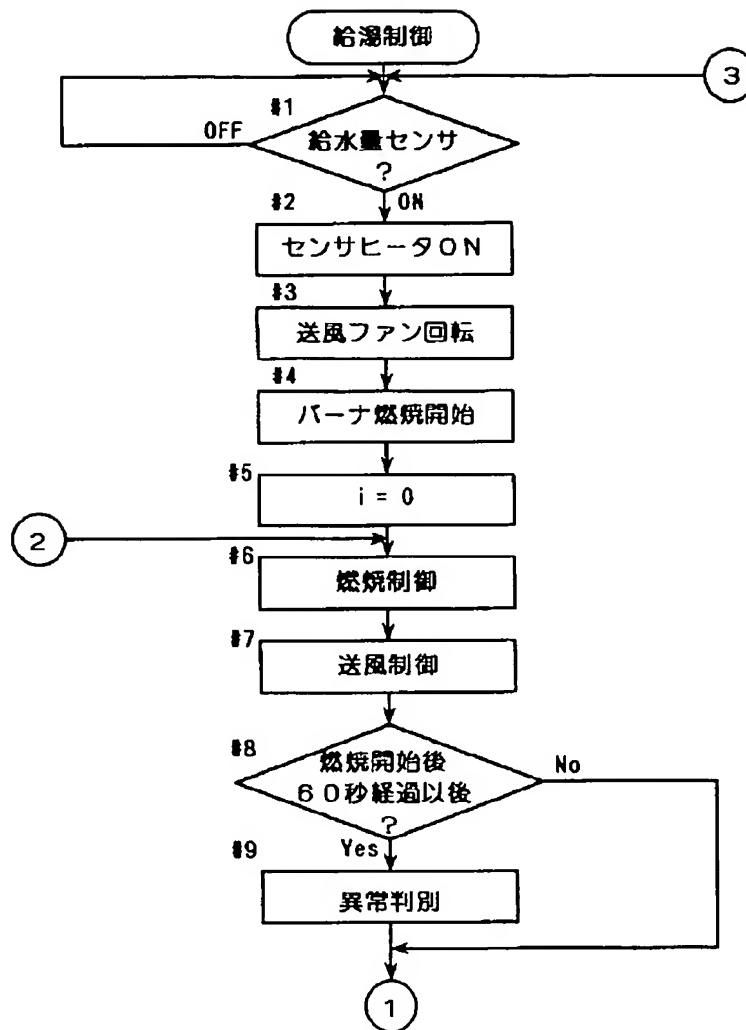 給湯制御
3
#1
OFF
給水量センサ
?
#2
ON
センサヒータON
#3
送風ファン回転
#4
バーナ燃焼開始
#5
i = 0
2
#6
燃焼制御
#7
送風制御
#8
燃焼開始後
60秒経過以後
?
No
#9
Yes
異常判別
1